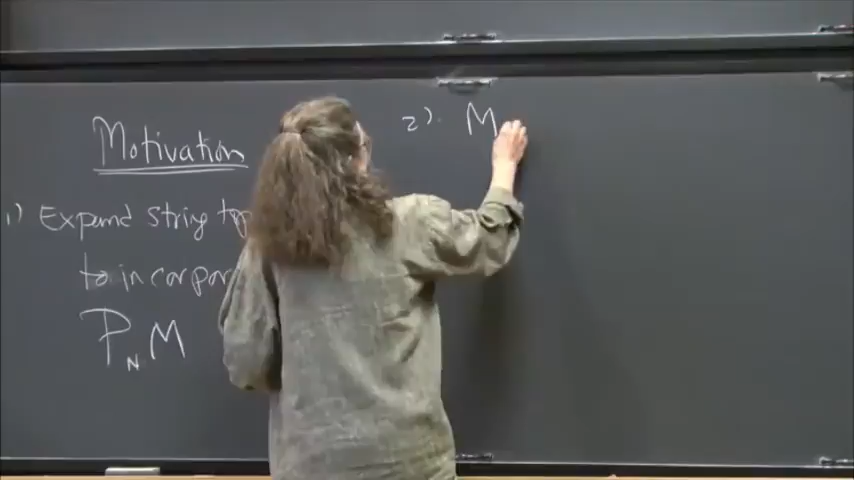 Motivation
1) Expand string
to incorpor
P_N M
2). M